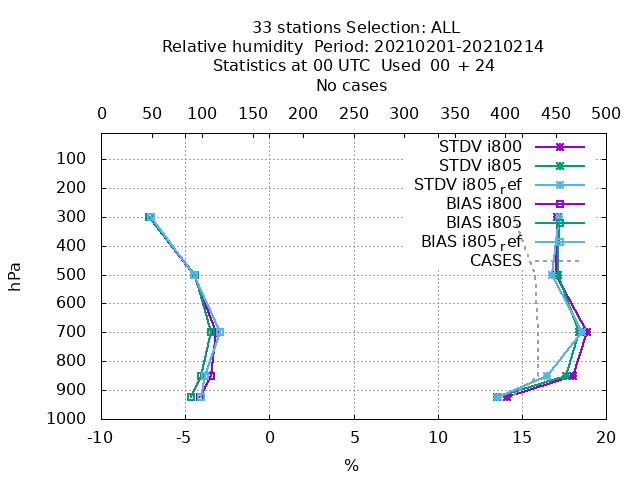 33 stations Selection: ALL
Relative humidity  Period: 20210201-20210214
Statistics at 00 UTC  Used  00 + 24
No cases
0 50 100 150 200 250 300 350 400 450 500
STDV i800
STDV i805
STDV i805ref
BIAS i800
BIAS i805
BIAS i805ref
CASES
100
200
300
400
500
600
700
800
900
1000
hPa
-10 -5 0 5 10 15 20
%